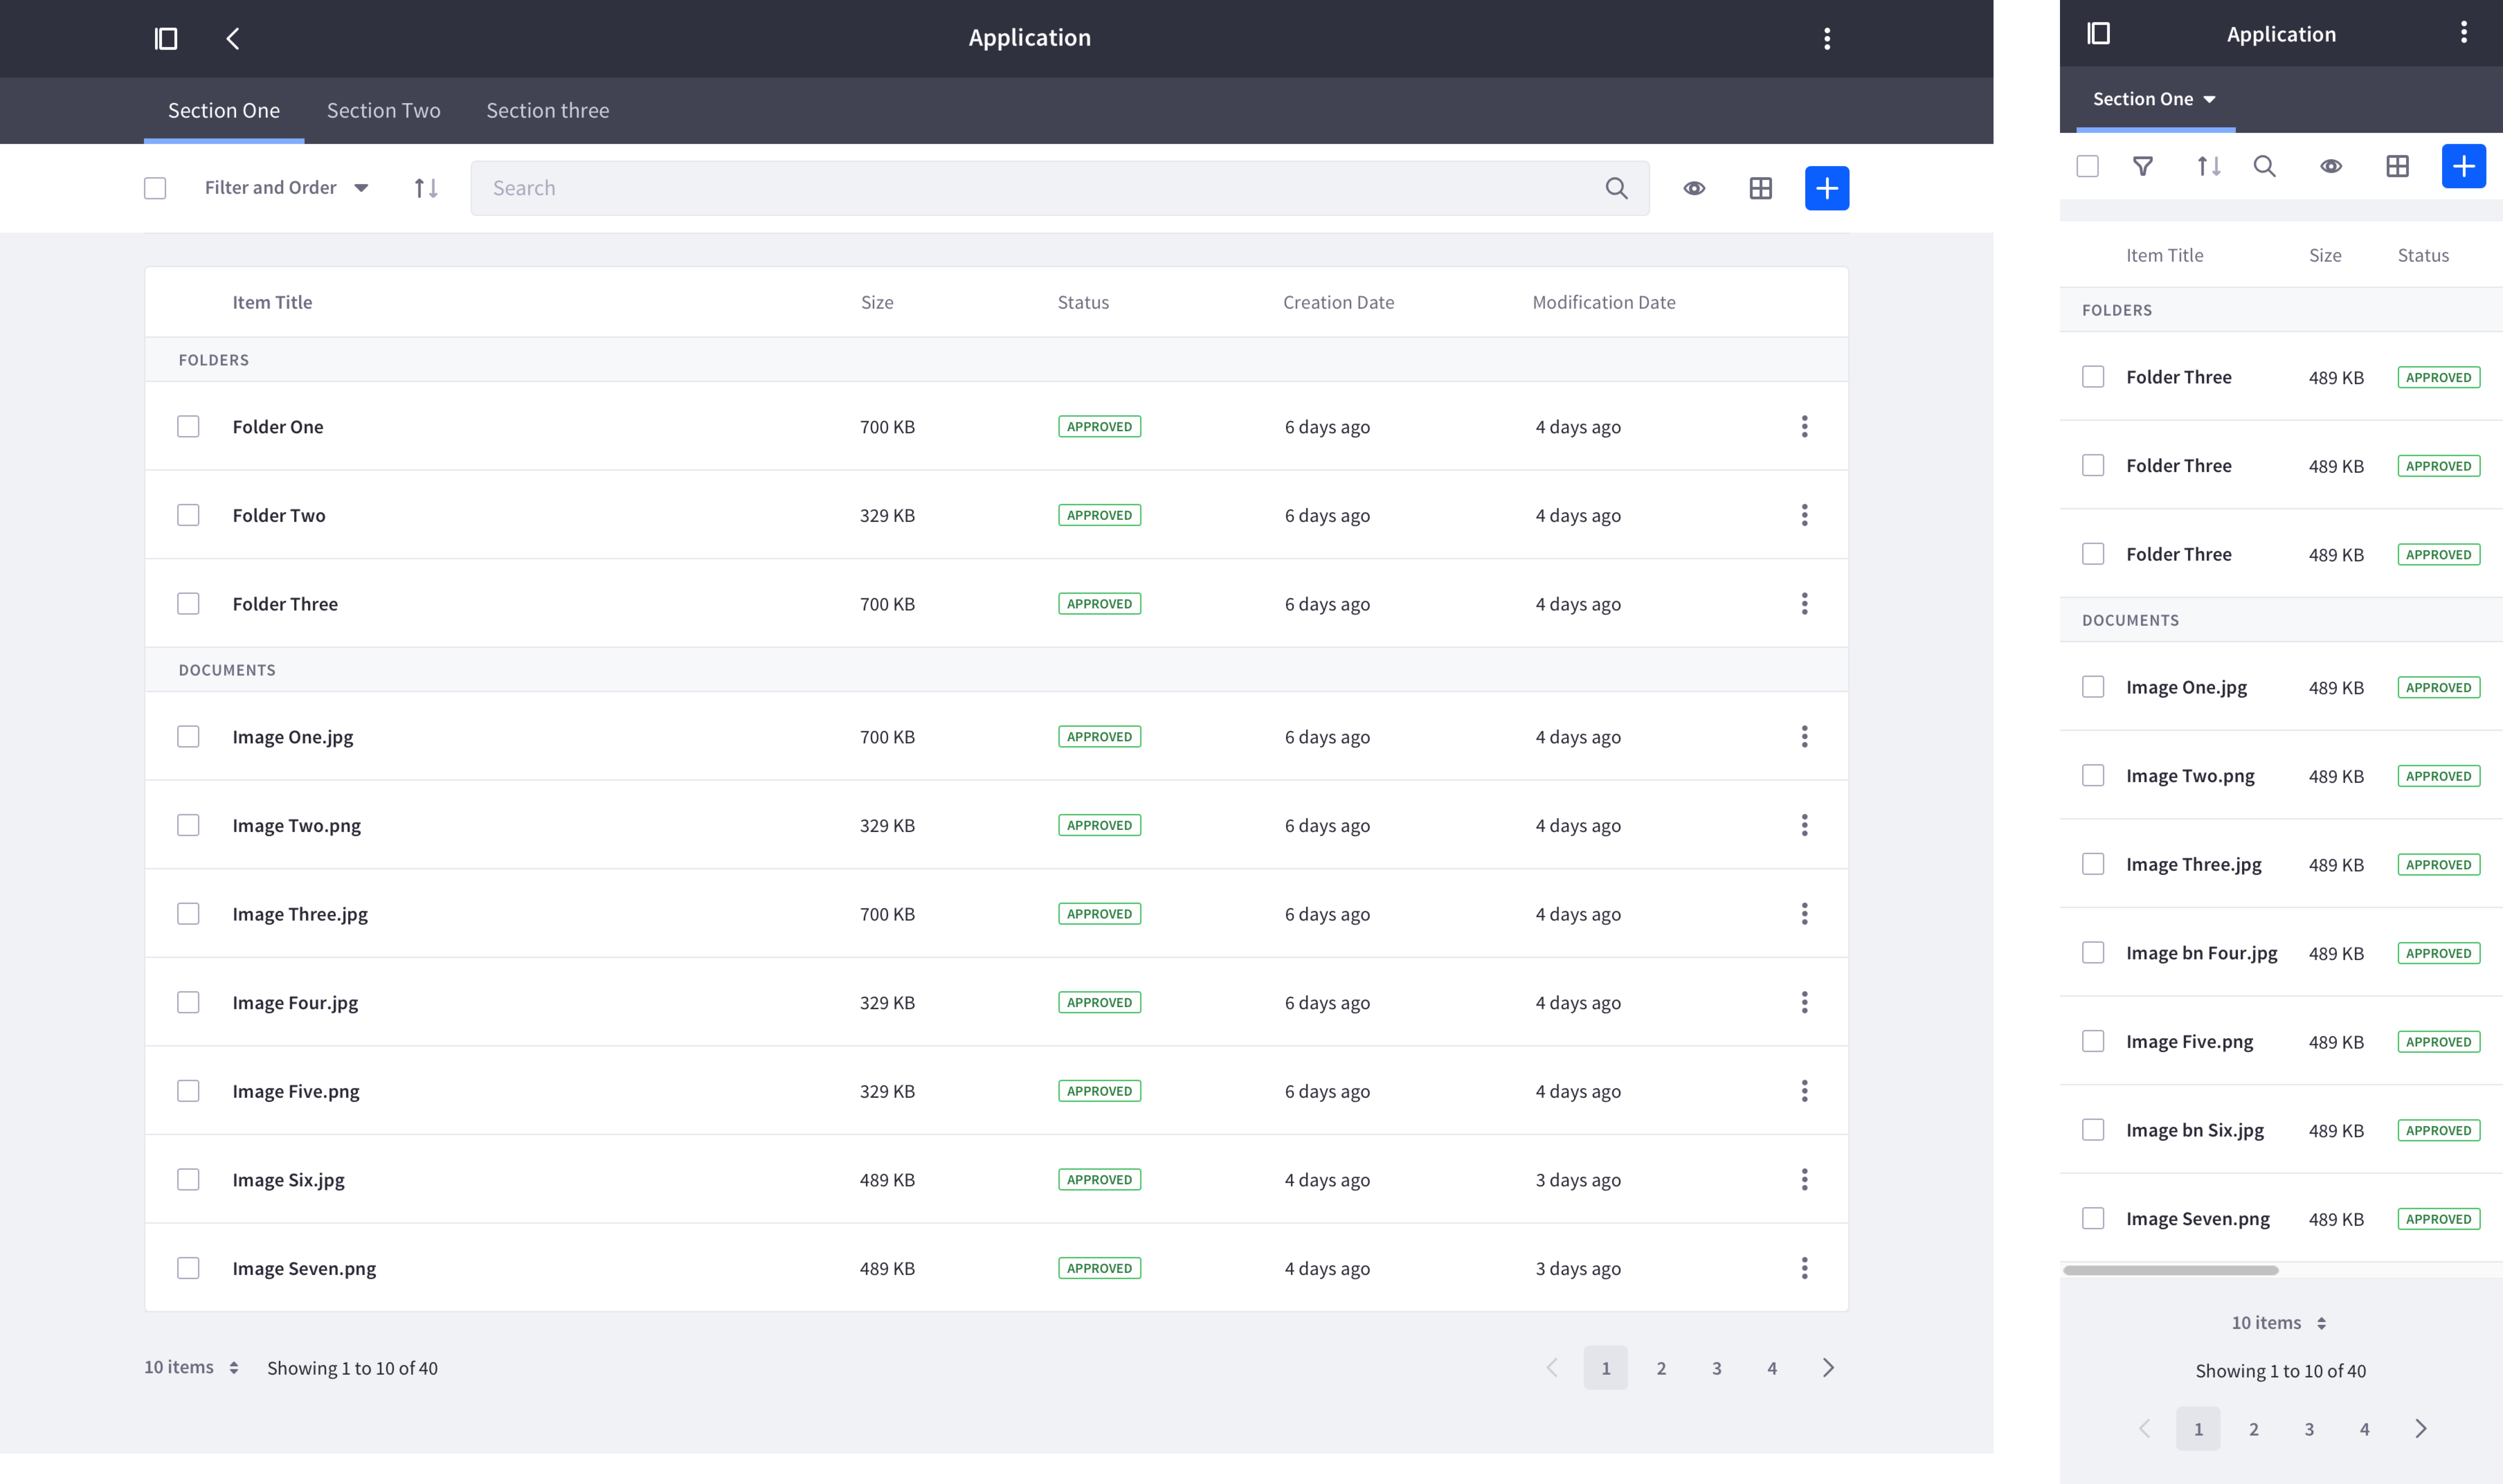 Application
Section One Section Two Section three
Filter and Order Search
Item Title Size Status Creation Date Modification Date
FOLDERS
Folder One 700 KB APPROVED 6 days ago 4 days ago
Folder Two 329 KB APPROVED 6 days ago 4 days ago
Folder Three 700 KB APPROVED 6 days ago 4 days ago
DOCUMENTS
Image One.jpg 700 KB APPROVED 6 days ago 4 days ago
Image Two.png 329 KB APPROVED 6 days ago 4 days ago
Image Three.jpg 700 KB APPROVED 6 days ago 4 days ago
Image Four.jpg 329 KB APPROVED 6 days ago 4 days ago
Image Five.png 329 KB APPROVED 6 days ago 4 days ago
Image Six.jpg 489 KB APPROVED 4 days ago 3 days ago
Image Seven.png 489 KB APPROVED 4 days ago 3 days ago
10 items Showing 1 to 10 of 40 1 2 3 4
Application
Section One
Item Title Size Status
FOLDERS
Folder Three 489 KB APPROVED
Folder Three 489 KB APPROVED
Folder Three 489 KB APPROVED
DOCUMENTS
Image One.jpg 489 KB APPROVED
Image Two.png 489 KB APPROVED
Image Three.jpg 489 KB APPROVED
Image bn Four.jpg 489 KB APPROVED
Image Five.png 489 KB APPROVED
Image bn Six.jpg 489 KB APPROVED
Image Seven.png 489 KB APPROVED
10 items
Showing 1 to 10 of 40
1 2 3 4